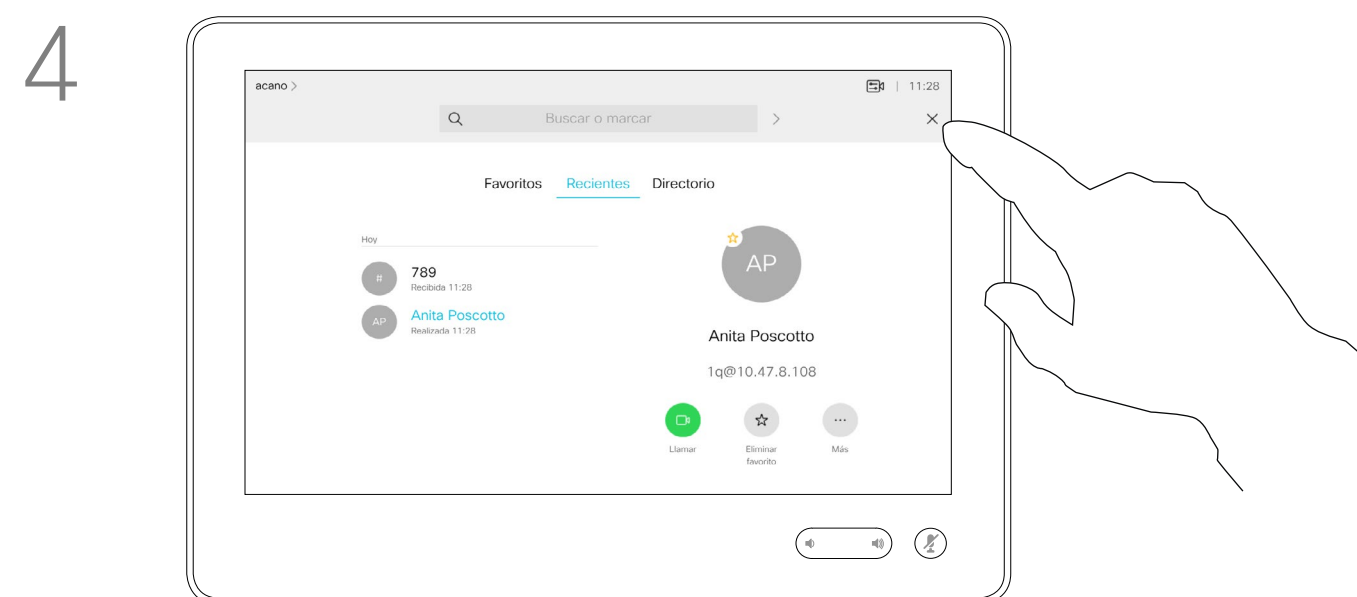 4
acano >
11:28
Buscar o marcar
Favoritos Recientes Directorio
Hoy
#
789
Recibida 11:28
AP
Anita Poscotto
Realizada 11:28
AP
Anita Poscotto
1q@10.47.8.108
Llamar
Eliminar
favorito
Más